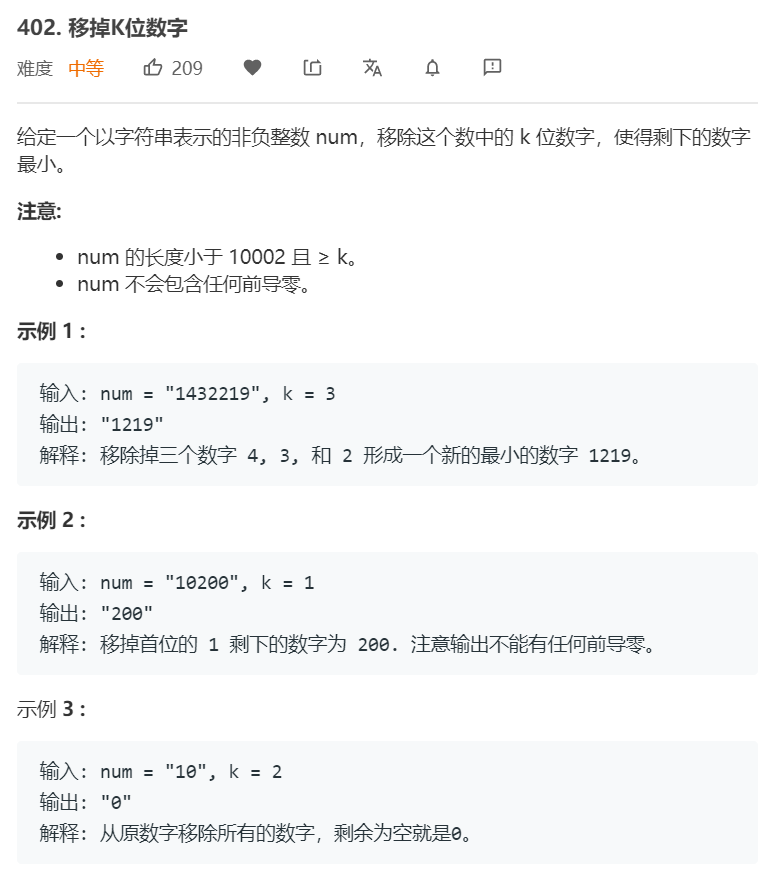 402. 移掉K位数字
难度 中等 209
给定一个以字符串表示的非负整数 num，移除这个数中的 k 位数字，使得剩下的数字
最小。
注意:
• num 的长度小于 10002 且 ≥ k。
• num 不会包含任何前导零。
示例 1 :
输入: num = "1432219", k = 3
输出: "1219"
解释: 移除掉三个数字 4, 3, 和 2 形成一个新的最小的数字 1219。
示例 2 :
输入: num = "10200", k = 1
输出: "200"
解释: 移掉首位的 1 剩下的数字为 200. 注意输出不能有任何前导零。
示例 3 :
输入: num = "10", k = 2
输出: "0"
解释: 从原数字移除所有的数字，剩余为空就是0。